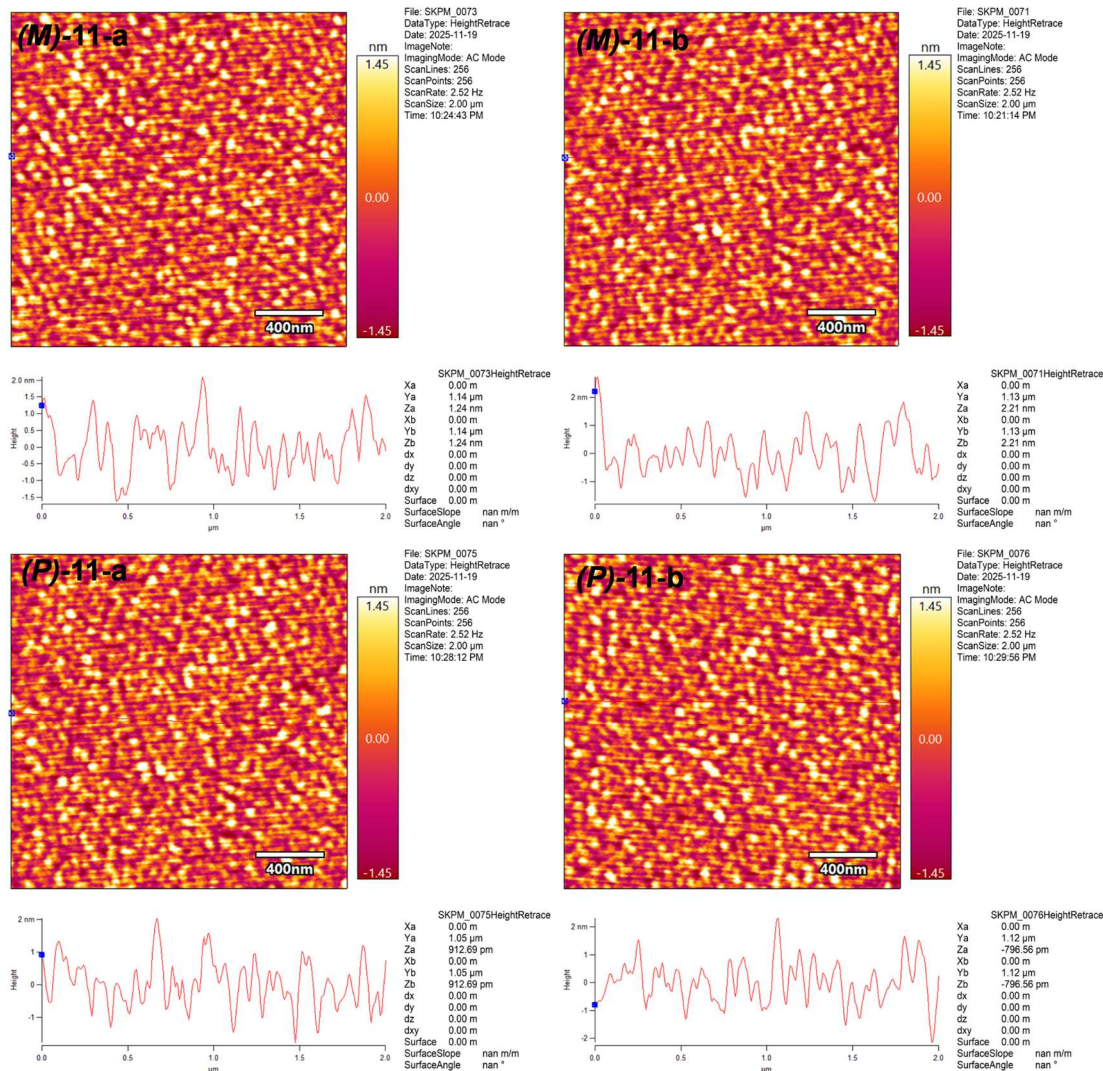 (M)-11-a
File: SKPM_0073
DataType: HeightRetrace
Date: 2025-11-19
ImageNote:
ImagingMode: AC Mode
ScanLines: 256
ScanPoints: 256
ScanRate: 2.52 Hz
ScanSize: 2.00 µm
Time: 10:24:43 PM
nm
1.45
0.00
-1.45
400nm
(M)-11-b
File: SKPM_0071
DataType: HeightRetrace
Date: 2025-11-19
ImageNote:
ImagingMode: AC Mode
ScanLines: 256
ScanPoints: 256
ScanRate: 2.52 Hz
ScanSize: 2.00 µm
Time: 10:21:14 PM
nm
1.45
0.00
-1.45
400nm
SKPM_0073HeightRetrace
Xa 0.00 m
Ya 1.14 µm
Za 1.24 nm
Xb 0.00 m
Yb 1.14 µm
Zb 1.24 nm
dx 0.00 m
dy 0.00 m
dz 0.00 m
dxy 0.00 m
Surface 0.00 m
SurfaceSlope nan m/m
SurfaceAngle nan °
2.0 nm
1.5
1.0
0.5
0.0
-0.5
-1.0
-1.5
Height
0.0 0.5 1.0 1.5 2.0
µm
SKPM_0071HeightRetrace
Xa 0.00 m
Ya 1.13 µm
Za 2.21 nm
Xb 0.00 m
Yb 1.13 µm
Zb 2.21 nm
dx 0.00 m
dy 0.00 m
dz 0.00 m
dxy 0.00 m
Surface 0.00 m
SurfaceSlope nan m/m
SurfaceAngle nan °
2 nm
1
0
-1
Height
0.0 0.5 1.0 1.5 2.0
µm
(P)-11-a
File: SKPM_0075
DataType: HeightRetrace
Date: 2025-11-19
ImageNote:
ImagingMode: AC Mode
ScanLines: 256
ScanPoints: 256
ScanRate: 2.52 Hz
ScanSize: 2.00 µm
Time: 10:28:12 PM
nm
1.45
0.00
-1.45
400nm
(P)-11-b
File: SKPM_0076
DataType: HeightRetrace
Date: 2025-11-19
ImageNote:
ImagingMode: AC Mode
ScanLines: 256
ScanPoints: 256
ScanRate: 2.52 Hz
ScanSize: 2.00 µm
Time: 10:29:56 PM
nm
1.45
0.00
-1.45
400nm
SKPM_0075HeightRetrace
Xa 0.00 m
Ya 1.05 µm
Za 912.69 pm
Xb 0.00 m
Yb 1.05 µm
Zb 912.69 pm
dx 0.00 m
dy 0.00 m
dz 0.00 m
dxy 0.00 m
Surface 0.00 m
SurfaceSlope nan m/m
SurfaceAngle nan °
2 nm
1
0
-1
Height
0.0 0.5 1.0 1.5 2.0
µm
SKPM_0076HeightRetrace
Xa 0.00 m
Ya 1.12 µm
Za -796.56 pm
Xb 0.00 m
Yb 1.12 µm
Zb -796.56 pm
dx 0.00 m
dy 0.00 m
dz 0.00 m
dxy 0.00 m
Surface 0.00 m
SurfaceSlope nan m/m
SurfaceAngle nan °
2 nm
1
0
-1
-2
Height
0.0 0.5 1.0 1.5 2.0
µm